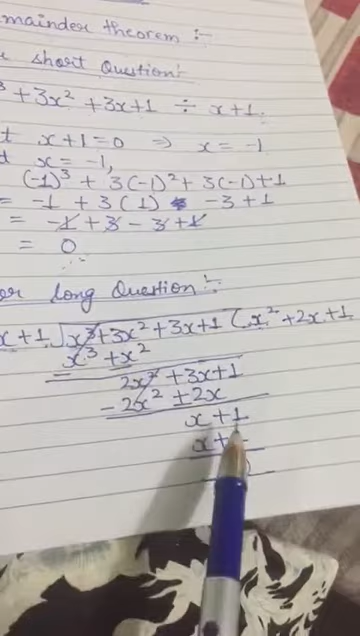 mainder theorem :-
short Question:-
3 + 3x² + 3x + 1 ÷ x + 1.
t x + 1 = 0 ⇒ x = -1
t x = -1,
(-1)³ + 3(-1)² + 3(-1) + 1
= -1 + 3(1) - 3 + 1
= -1 + 3 - 3 + 1
= 0
∴
or long Question :-
x + 1 ) x³ + 3x² + 3x + 1 ( x² + 2x + 1
x³ + x²
2x² + 3x + 1
- 2x² + 2x
x + 1
x +